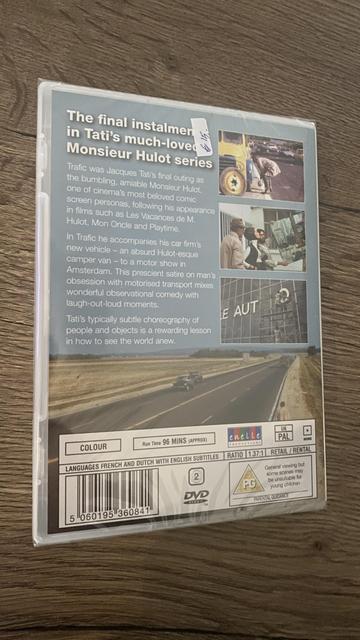 The final instalmen
in Tati's much-loved
Monsieur Hulot series
Trafic was Jacques Tati's final outing as
the bumbling, amiable Monsieur Hulot,
one of cinema's most beloved comic
screen personas, following his appearance
in films such as Les Vacances de M.
Hulot, Mon Oncle and Playtime.
In Trafic he accompanies his car firm's
new vehicle – an absurd Hulot-esque
camper van – to a motor show in
Amsterdam. This prescient satire on man's
obsession with motorised transport mixes
wonderful observational comedy with
laugh-out-loud moments.
Tati's typically subtle choreography of
people and objects is a rewarding lesson
in how to see the world anew.
E AUT
COLOUR
Run Time 96 MINS (APPROX)
UK
PAL
LANGUAGES FRENCH AND DUTCH WITH ENGLISH SUBTITLES
RATIO 1.37:1 RETAIL / RENTAL
2
DVD
PG
General viewing but
some scenes may
be unsuitable for
young children
PARENTAL GUIDANCE
5 060195 360841